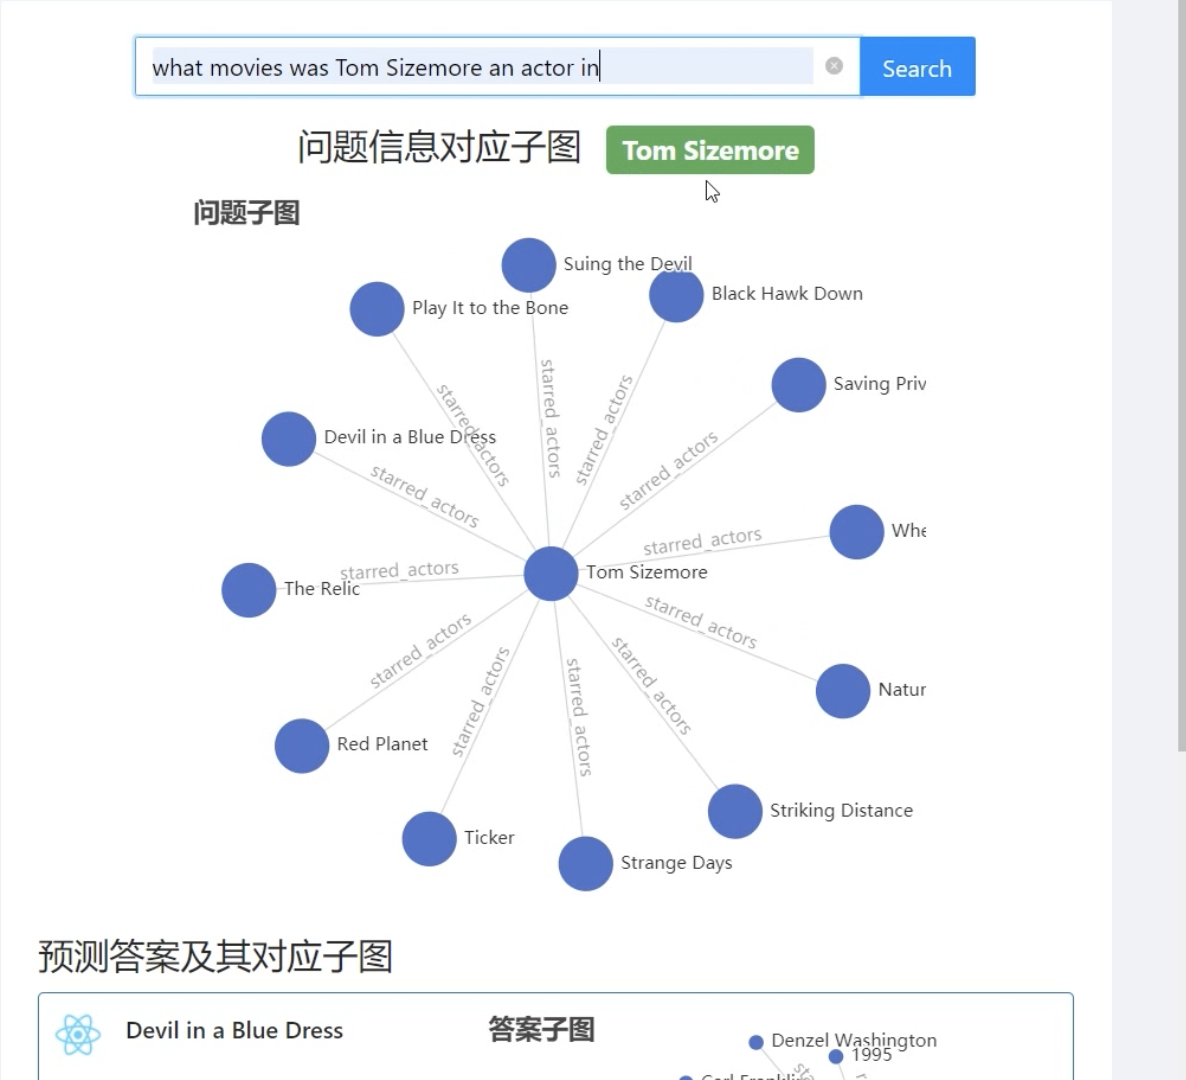 what movies was Tom Sizemore an actor in
Search
问题信息对应子图
Tom Sizemore
问题子图
Suing the Devil
Black Hawk Down
Play It to the Bone
Saving Priv
starred_actors
starred_actors
starred_actors
starred_actors
Devil in a Blue Dress
starred_actors
Whe
starred_actors
starred_actors
Tom Sizemore
The Relic
starred_actors
starred_actors
starred_actors
starred_actors
starred_actors
Natur
Red Planet
starred_actors
Striking Distance
Ticker
Strange Days
预测答案及其对应子图
Devil in a Blue Dress
答案子图
Denzel Washington
1995